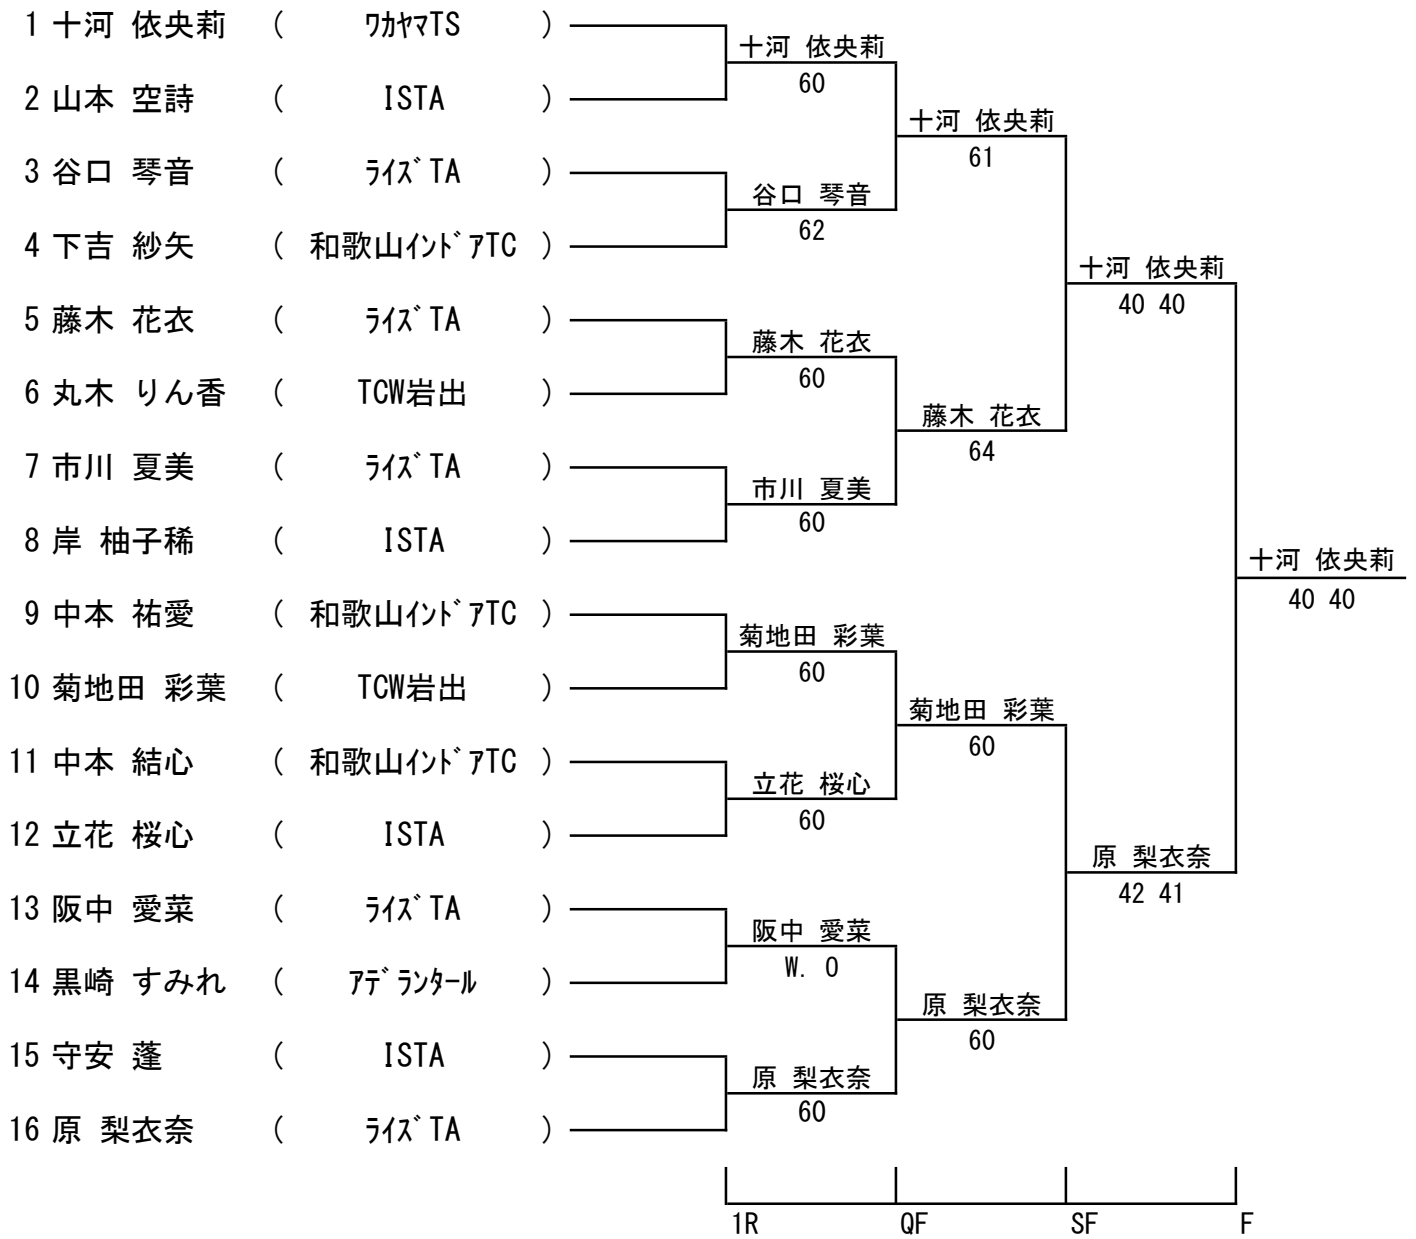 1 十河 依央莉 ( ﾜｶﾔﾏTS )
十河 依央莉
60
2 山本 空詩 ( ISTA )
十河 依央莉
61
3 谷口 琴音 ( ﾗｲｽﾞTA )
谷口 琴音
62
4 下吉 紗矢 ( 和歌山ｲﾝﾄﾞｱTC )
十河 依央莉
40 40
5 藤木 花衣 ( ﾗｲｽﾞTA )
藤木 花衣
60
6 丸木 りん香 ( TCW岩出 )
藤木 花衣
64
7 市川 夏美 ( ﾗｲｽﾞTA )
市川 夏美
60
8 岸 柚子稀 ( ISTA )
十河 依央莉
40 40
9 中本 祐愛 ( 和歌山ｲﾝﾄﾞｱTC )
菊地田 彩葉
60
10 菊地田 彩葉 ( TCW岩出 )
菊地田 彩葉
60
11 中本 結心 ( 和歌山ｲﾝﾄﾞｱTC )
立花 桜心
60
12 立花 桜心 ( ISTA )
原 梨衣奈
42 41
13 阪中 愛菜 ( ﾗｲｽﾞTA )
阪中 愛菜
W. O
14 黒崎 すみれ ( ｱﾃﾞﾗﾝﾀｰﾙ )
原 梨衣奈
60
15 守安 蓬 ( ISTA )
原 梨衣奈
60
16 原 梨衣奈 ( ﾗｲｽﾞTA )
1R QF SF F